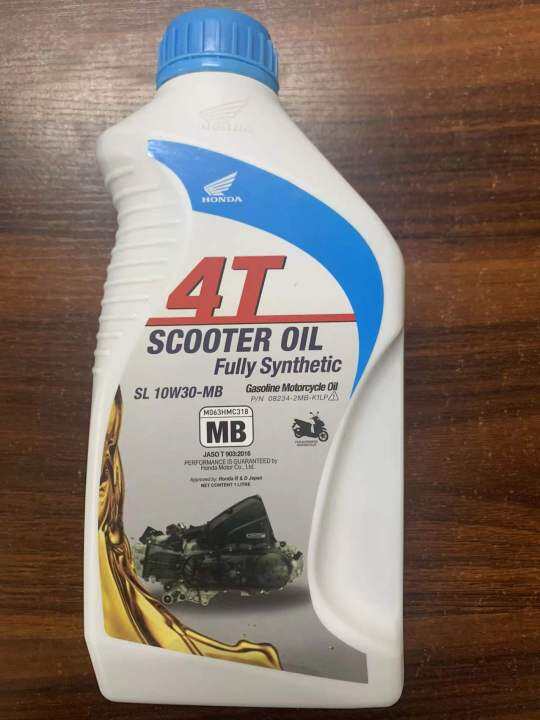 HONDA
4T
SCOOTER OIL
Fully Synthetic
SL 10W30-MB
Gasoline Motorcycle Oil
P/N 08234-2MB-K1LP
M063HMC318
MB
JASO T 903:2016
PERFORMANCE IS GUARANTEED by
Honda Motor Co., Ltd.
Approved by Honda R & D Japan
NET CONTENT 1 LITRE